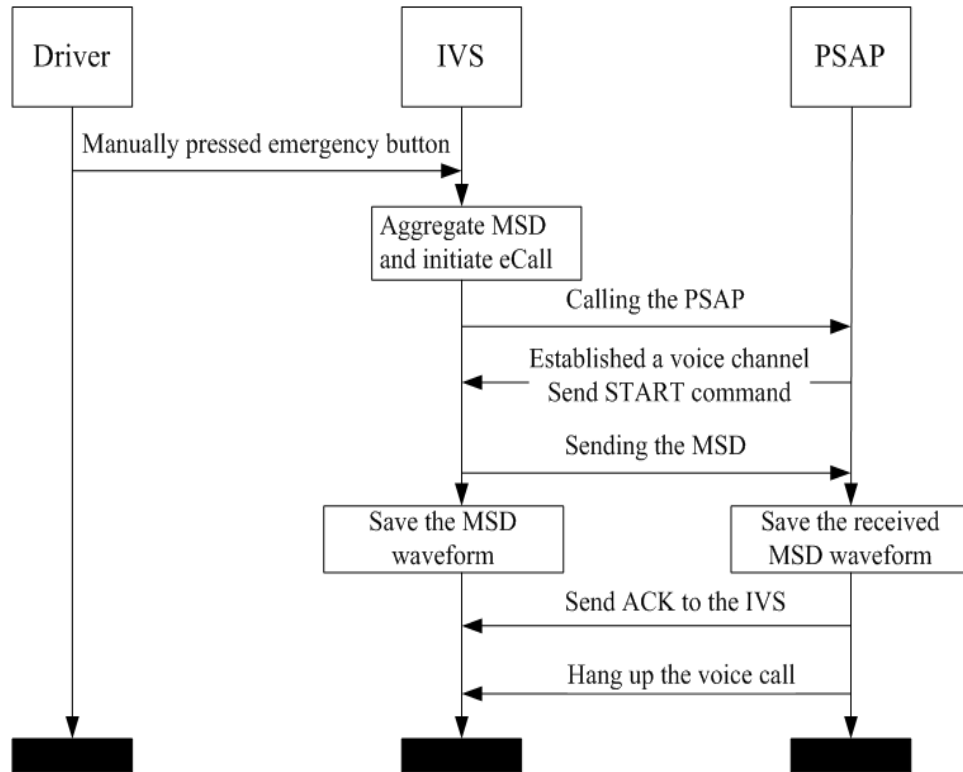 Driver
IVS
PSAP
Manually pressed emergency button
Aggregate MSD
and initiate eCall
Calling the PSAP
Established a voice channel
Send START command
Sending the MSD
Save the MSD
waveform
Save the received
MSD waveform
Send ACK to the IVS
Hang up the voice call